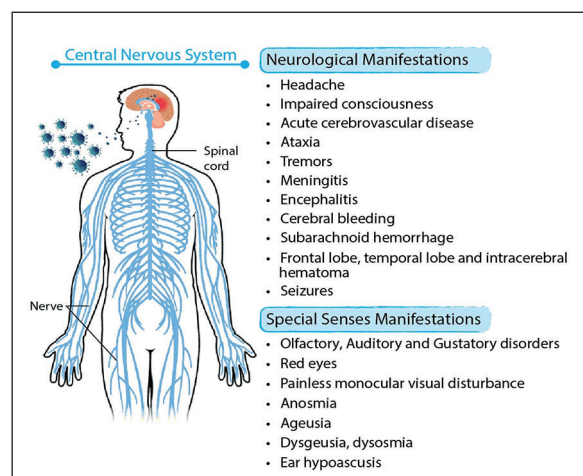 Central Nervous System
Spinal
cord
Nerve
Neurological Manifestations
• Headache
• Impaired consciousness
• Acute cerebrovascular disease
• Ataxia
• Tremors
• Meningitis
• Encephalitis
• Cerebral bleeding
• Subarachnoid hemorrhage
• Frontal lobe, temporal lobe and intracerebral
hematoma
• Seizures
Special Senses Manifestations
• Olfactory, Auditory and Gustatory disorders
• Red eyes
• Painless monocular visual disturbance
• Anosmia
• Ageusia
• Dysgeusia, dysosmia
• Ear hypoascusis